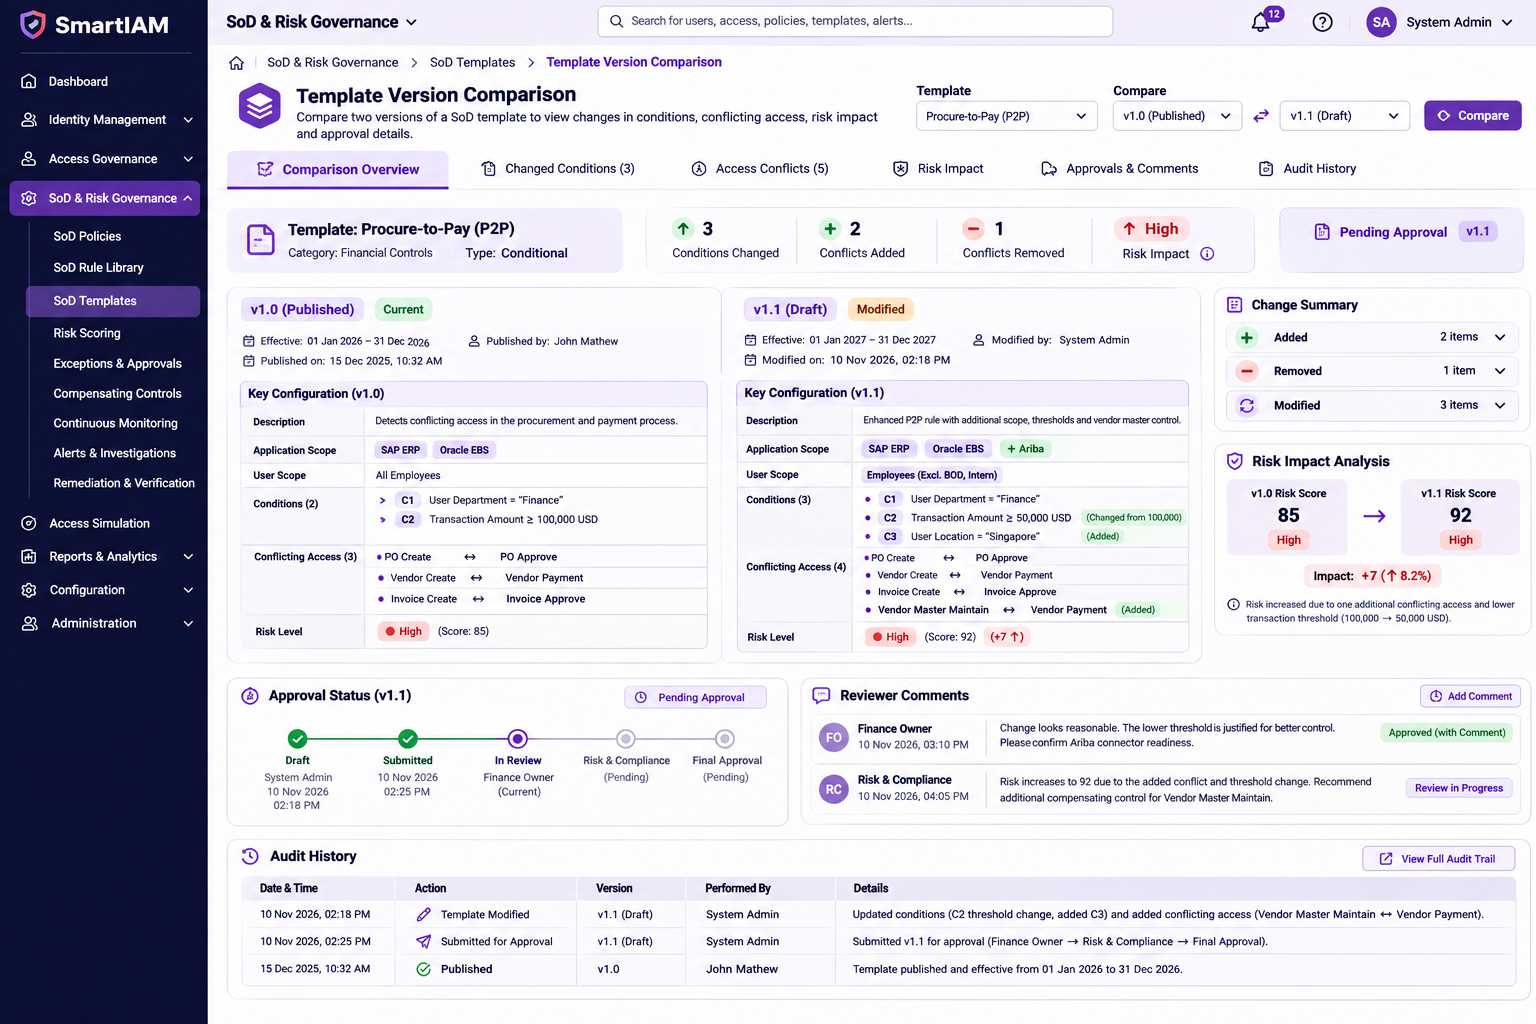 SmartIAM
Dashboard
Identity Management
Access Governance
SoD & Risk Governance
SoD Policies
SoD Rule Library
SoD Templates
Risk Scoring
Exceptions & Approvals
Compensating Controls
Continuous Monitoring
Alerts & Investigations
Remediation & Verification
Access Simulation
Reports & Analytics
Configuration
Administration
SoD & Risk Governance
Search for users, access, policies, templates, alerts...
12
SA System Admin
SoD & Risk Governance > SoD Templates > Template Version Comparison
Template Version Comparison
Compare two versions of a SoD template to view changes in conditions, conflicting access, risk impact
and approval details.
Template
Procure-to-Pay (P2P)
Compare
v1.0 (Published)
v1.1 (Draft)
Compare
Comparison Overview
Changed Conditions (3)
Access Conflicts (5)
Risk Impact
Approvals & Comments
Audit History
Template: Procure-to-Pay (P2P)
Category: Financial Controls Type: Conditional
↑ 3
Conditions Changed
+ 2
Conflicts Added
− 1
Conflicts Removed
↑ High
Risk Impact
Pending Approval v1.1
v1.0 (Published) Current
Effective: 01 Jan 2026 – 31 Dec 2026 Published by: John Mathew
Published on: 15 Dec 2025, 10:32 AM
Key Configuration (v1.0)
Description Detects conflicting access in the procurement and payment process.
Application Scope SAP ERP Oracle EBS
User Scope All Employees
Conditions (2) C1 User Department = "Finance"
C2 Transaction Amount ≥ 100,000 USD
Conflicting Access (3) • PO Create ↔ PO Approve
• Vendor Create ↔ Vendor Payment
• Invoice Create ↔ Invoice Approve
Risk Level High (Score: 85)
v1.1 (Draft) Modified
Effective: 01 Jan 2027 – 31 Dec 2027 Modified by: System Admin
Modified on: 10 Nov 2026, 02:18 PM
Key Configuration (v1.1)
Description Enhanced P2P rule with additional scope, thresholds and vendor master control.
Application Scope SAP ERP Oracle EBS + Ariba
User Scope Employees (Excl. BOD, Intern)
Conditions (3) • C1 User Department = "Finance"
• C2 Transaction Amount ≥ 50,000 USD (Changed from 100,000)
• C3 User Location = "Singapore" (Added)
Conflicting Access (4) • PO Create ↔ PO Approve
• Vendor Create ↔ Vendor Payment
• Invoice Create ↔ Invoice Approve
• Vendor Master Maintain ↔ Vendor Payment (Added)
Risk Level High (Score: 92) (+7 ↑)
Change Summary
Added 2 items
Removed 1 item
Modified 3 items
Risk Impact Analysis
v1.0 Risk Score
85
High
→
v1.1 Risk Score
92
High
Impact: +7 (↑ 8.2%)
Risk increased due to one additional conflicting access and lower
transaction threshold (100,000 → 50,000 USD).
Approval Status (v1.1)
Pending Approval
Draft
System Admin
10 Nov 2026
02:18 PM
Submitted
10 Nov 2026
02:25 PM
In Review
Finance Owner
(Current)
Risk & Compliance
(Pending)
Final Approval
(Pending)
Reviewer Comments
Add Comment
FO
Finance Owner
10 Nov 2026, 03:10 PM
Change looks reasonable. The lower threshold is justified for better control.
Please confirm Ariba connector readiness.
Approved (with Comment)
RC
Risk & Compliance
10 Nov 2026, 04:05 PM
Risk increases to 92 due to the added conflict and threshold change. Recommend
additional compensating control for Vendor Master Maintain.
Review in Progress
Audit History
View Full Audit Trail
Date & Time Action Version Performed By Details
10 Nov 2026, 02:18 PM Template Modified v1.1 (Draft) System Admin Updated conditions (C2 threshold change, added C3) and added conflicting access (Vendor Master Maintain ↔ Vendor Payment).
10 Nov 2026, 02:25 PM Submitted for Approval v1.1 (Draft) System Admin Submitted v1.1 for approval (Finance Owner → Risk & Compliance → Final Approval).
15 Dec 2025, 10:32 AM Published v1.0 John Mathew Template published and effective from 01 Jan 2026 to 31 Dec 2026.